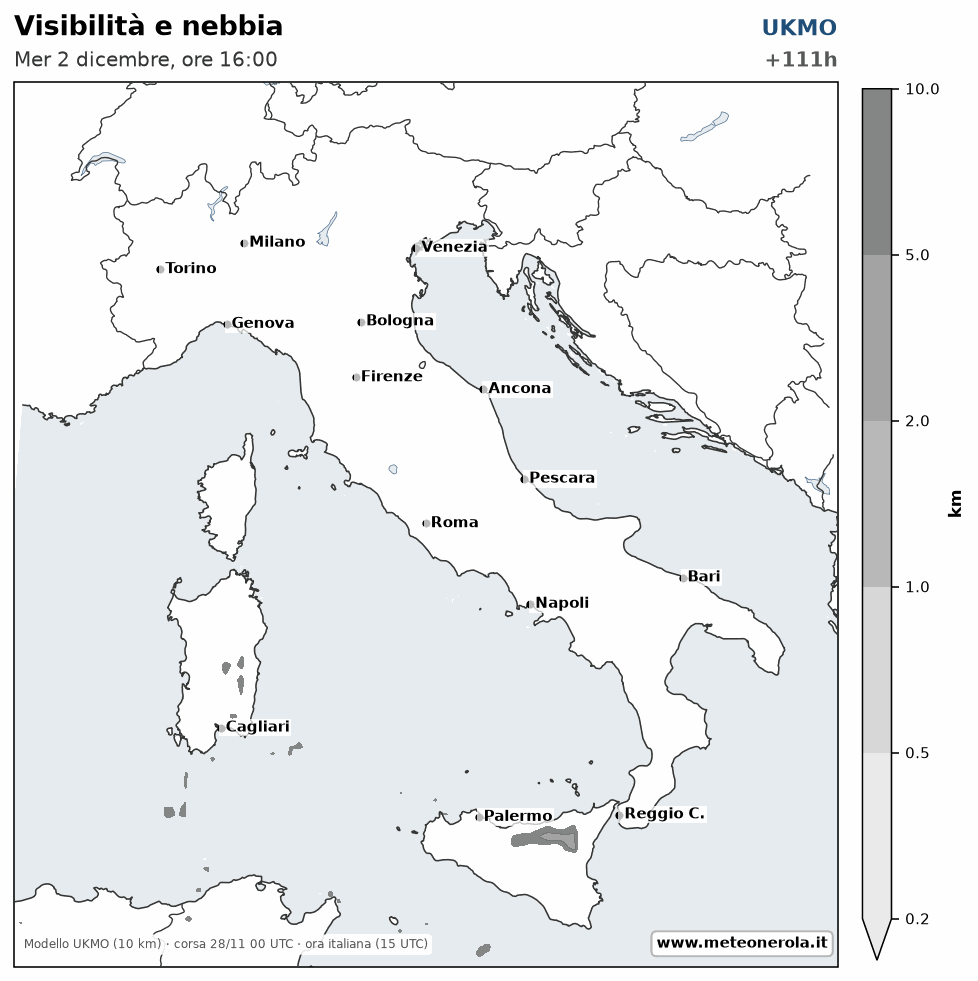 Visibilità e nebbia
UKMO
Mer 2 dicembre, ore 16:00
+111h
10.0
5.0
2.0
1.0
0.5
0.2
km
Milano
Venezia
Torino
Genova
Bologna
Firenze
Ancona
Pescara
Roma
Bari
Napoli
Cagliari
Palermo
Reggio C.
Modello UKMO (10 km) · corsa 28/11 00 UTC · ora italiana (15 UTC)
www.meteonerola.it